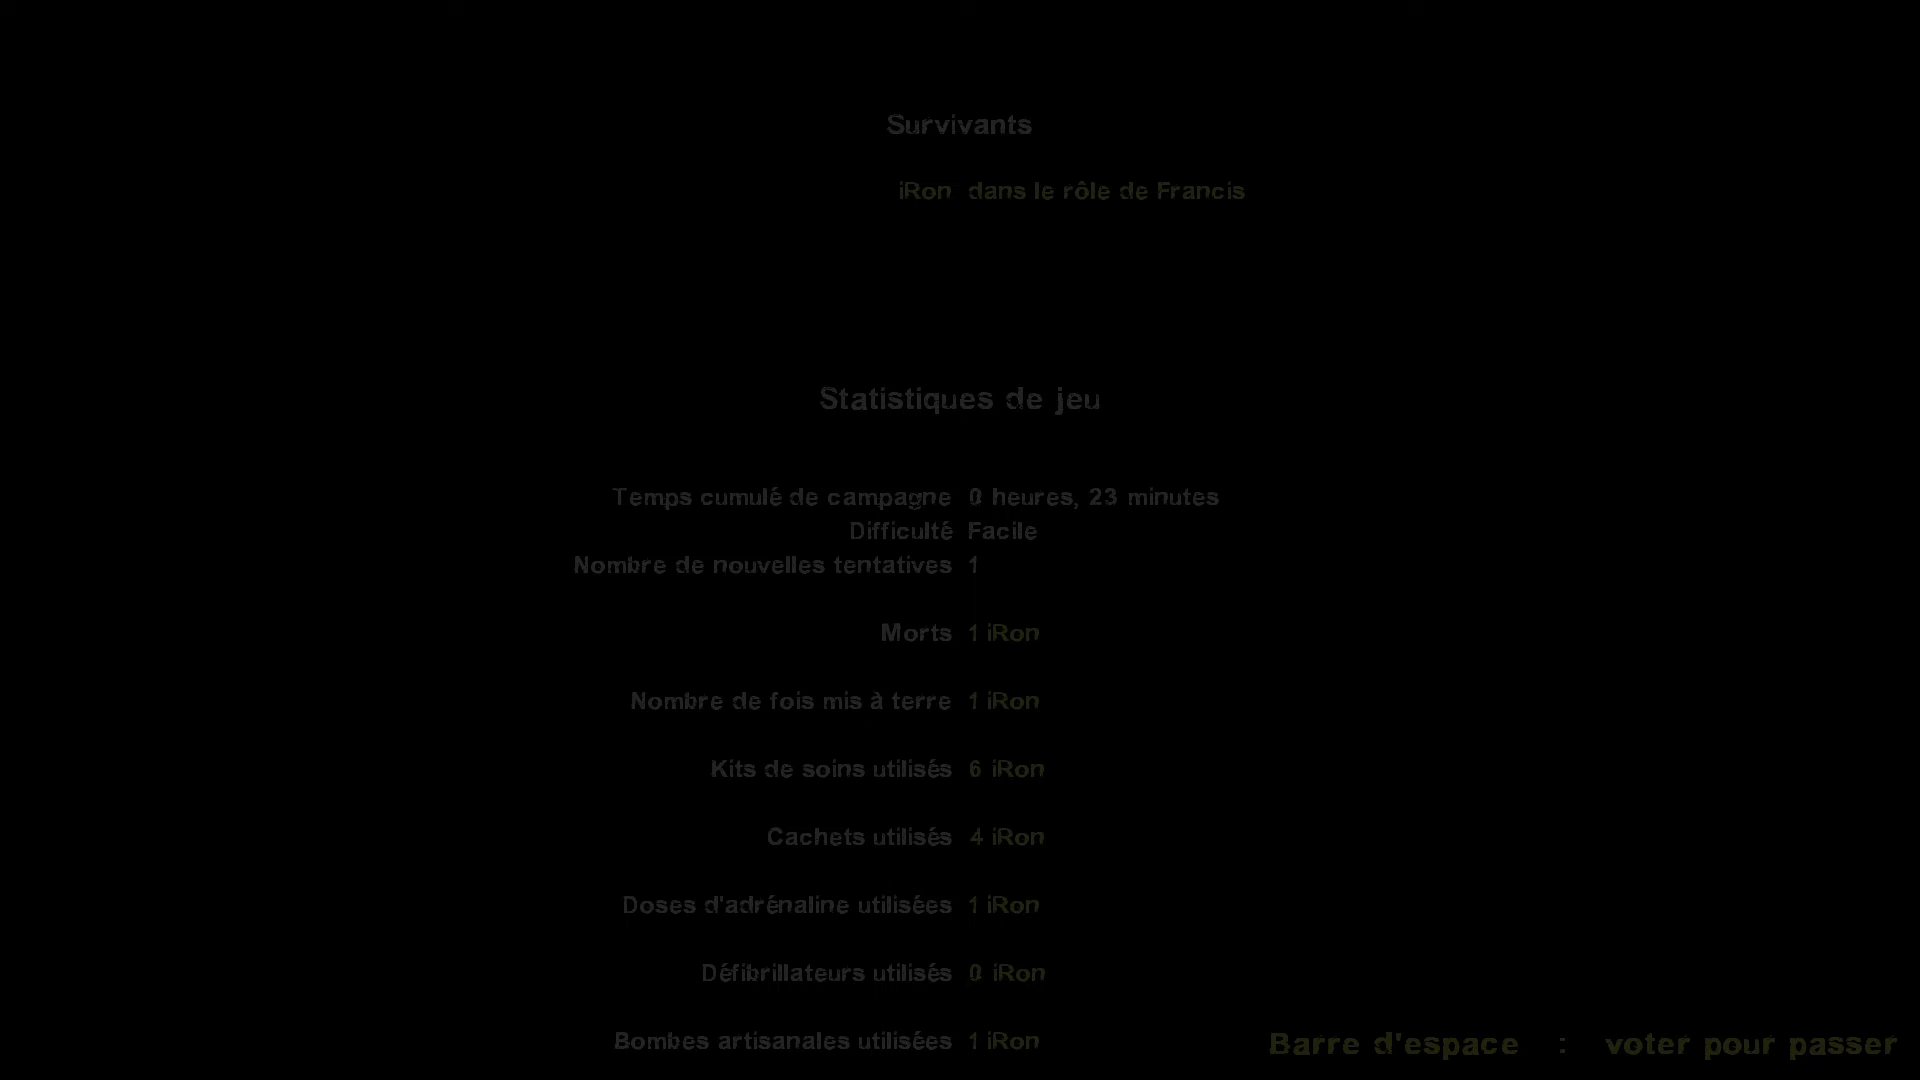 Survivants
iRon dans le rôle de Francis
Statistiques de jeu
Temps cumulé de campagne 0 heures, 23 minutes
Difficulté Facile
Nombre de nouvelles tentatives 1
Morts 1 iRon
Nombre de fois mis à terre 1 iRon
Kits de soins utilisés 6 iRon
Cachets utilisés 4 iRon
Doses d'adrénaline utilisées 1 iRon
Défibrillateurs utilisés 0 iRon
Bombes artisanales utilisées 1 iRon
Barre d'espace : voter pour passer